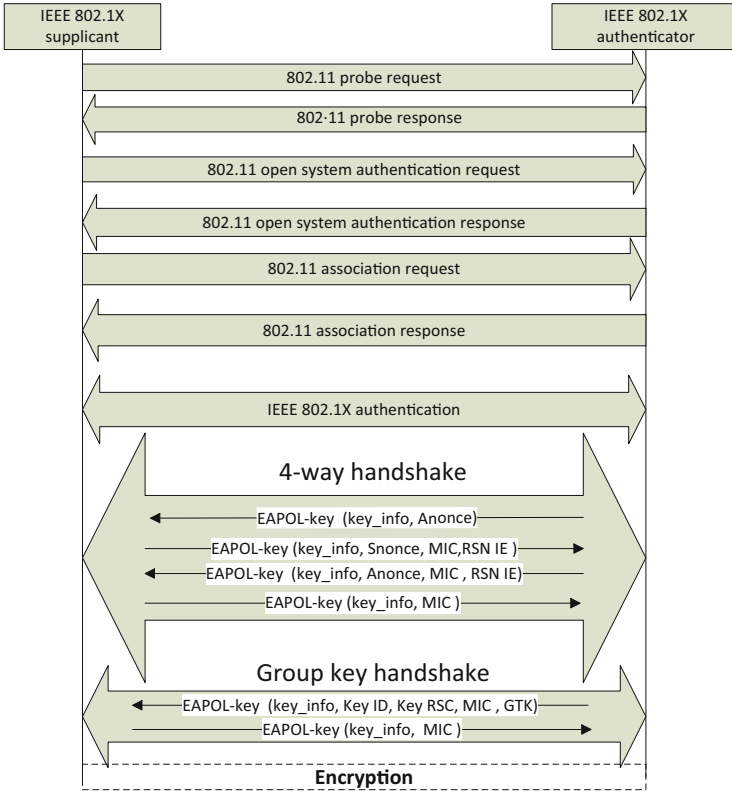 IEEE 802.1X
supplicant
IEEE 802.1X
authenticator
802.11 probe request
802·11 probe response
802.11 open system authentication request
802.11 open system authentication response
802.11 association request
802.11 association response
IEEE 802.1X authentication
4-way handshake
EAPOL-key (key_info, Anonce)
EAPOL-key (key_info, Snonce, MIC,RSN IE )
EAPOL-key (key_info, Anonce, MIC , RSN IE)
EAPOL-key (key_info, MIC )
Group key handshake
EAPOL-key (key_info, Key ID, Key RSC, MIC , GTK)
EAPOL-key (key_info, MIC )
Encryption